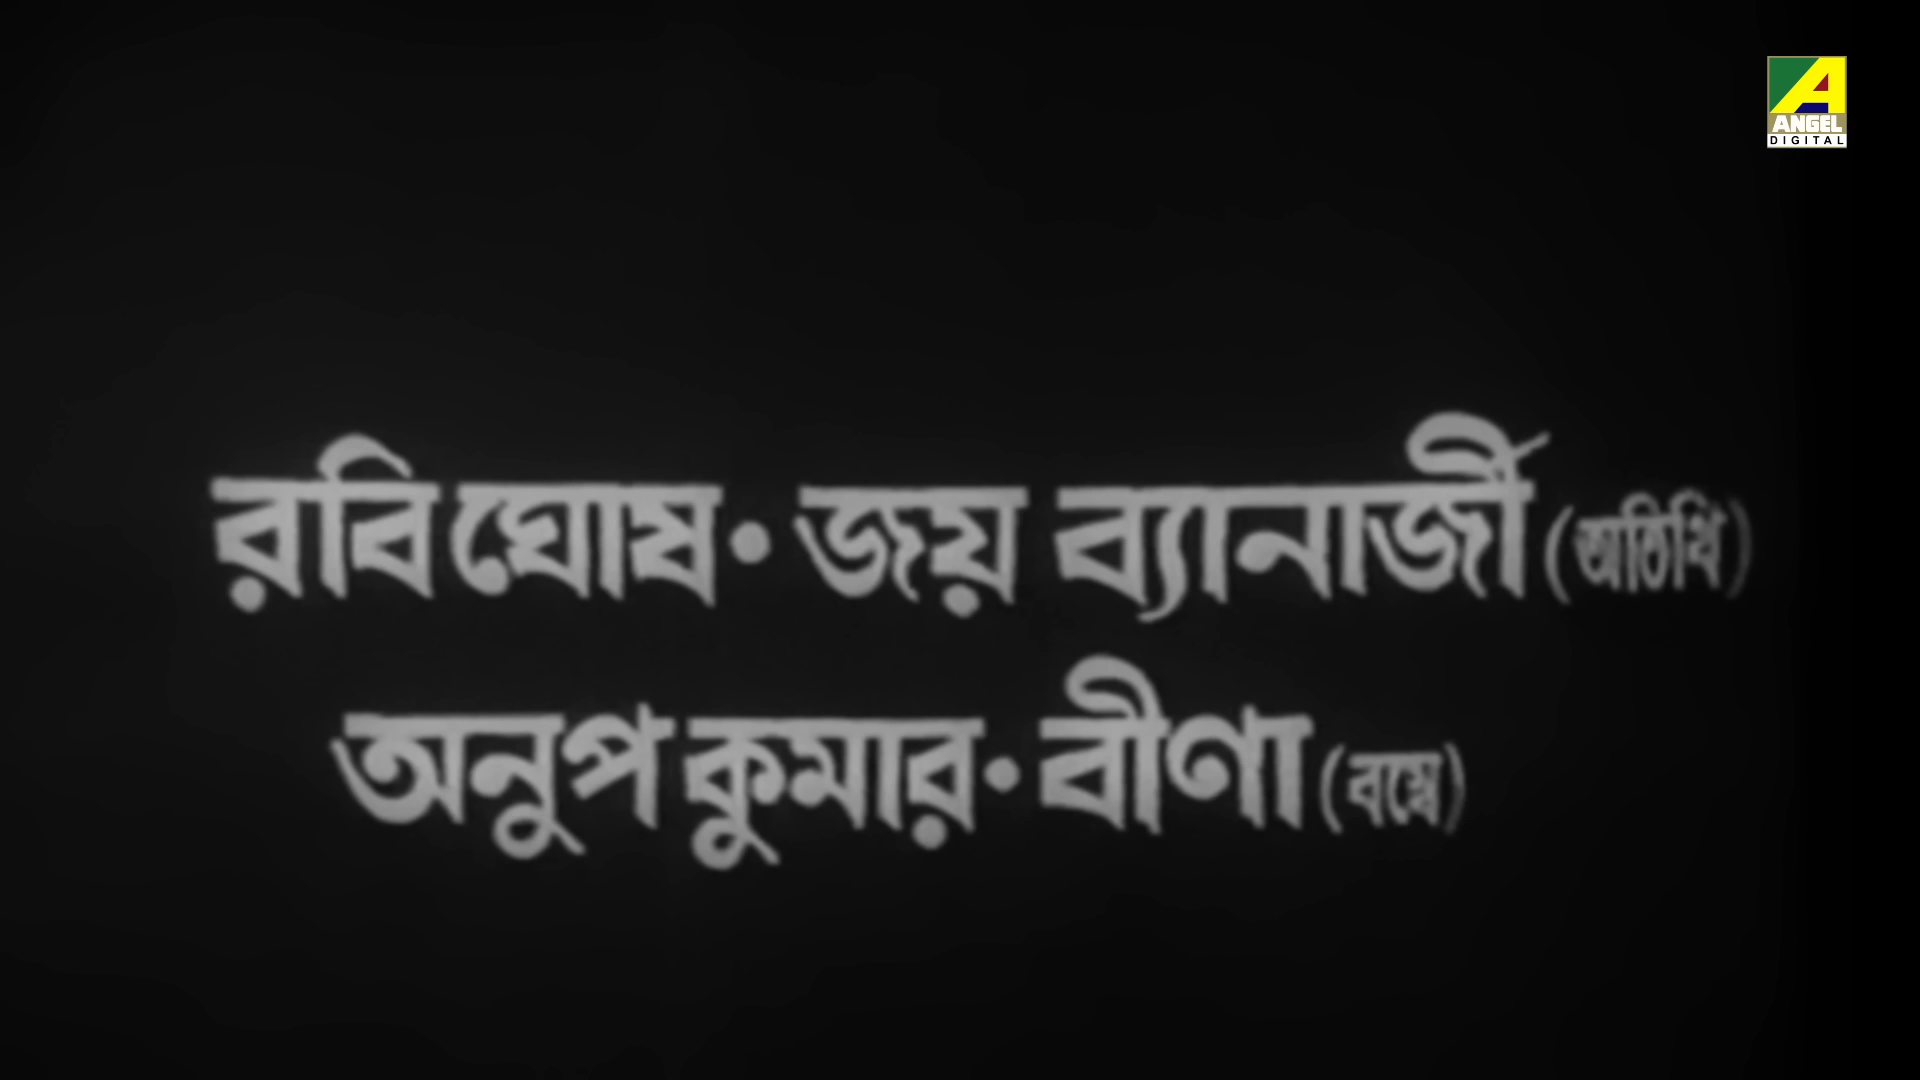 ANGEL
DIGITAL
রবি ঘোষ • জয় ব্যানার্জী (অতিথি)
অনুপ কুমার • বীণা (বম্বে)